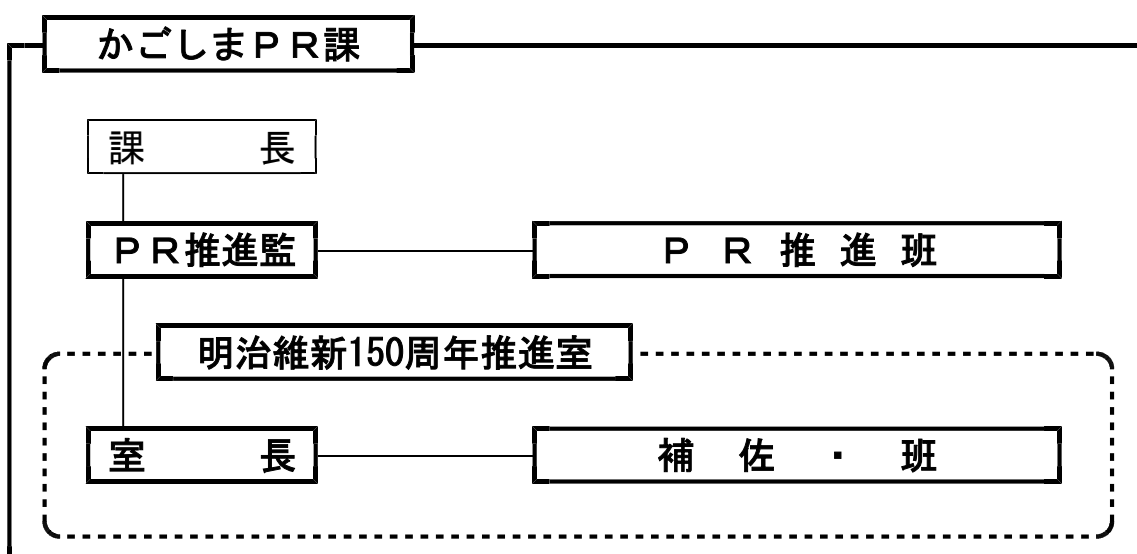 かごしまＰＲ課
課　　　長
ＰＲ推進監
Ｐ　Ｒ　推　進　班
明治維新150周年推進室
室　　　長
補　佐　・　班